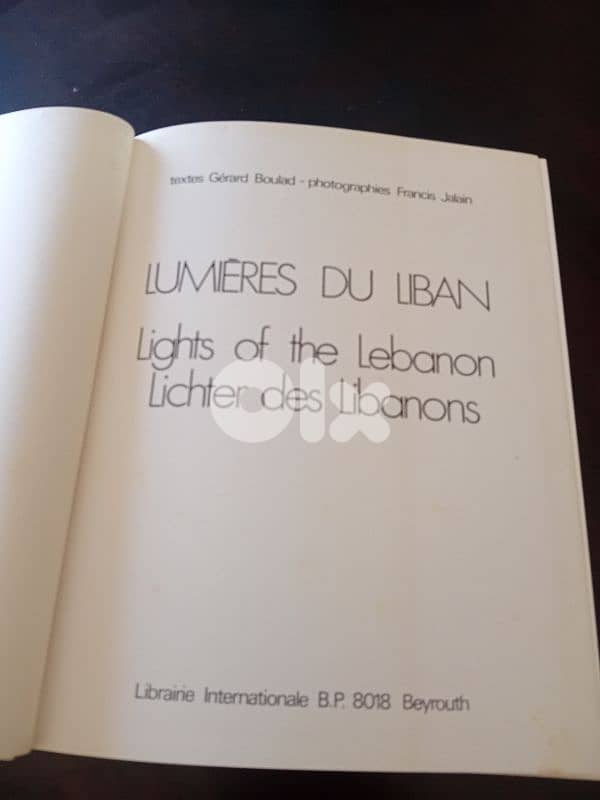 textes Gérard Boulad - photographies Francis Jalain
LUMIÈRES DU LIBAN
Lights of the Lebanon
Lichter des Libanons
olx
Librairie Internationale B.P. 8018 Beyrouth